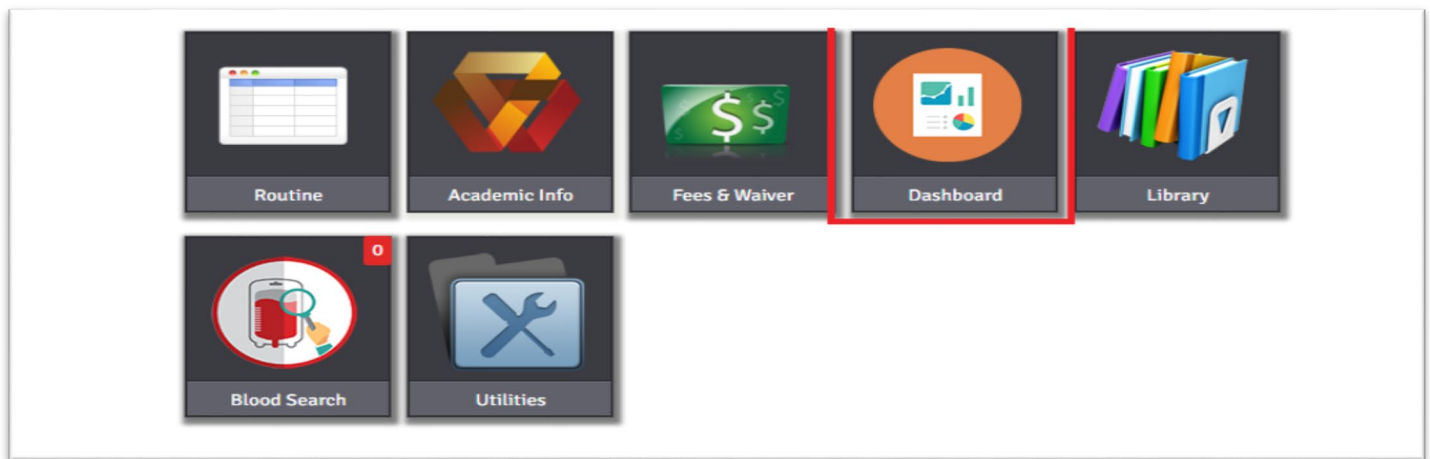 Routine
Academic Info
Fees & Waiver
Dashboard
Library
0
Blood Search
Utilities